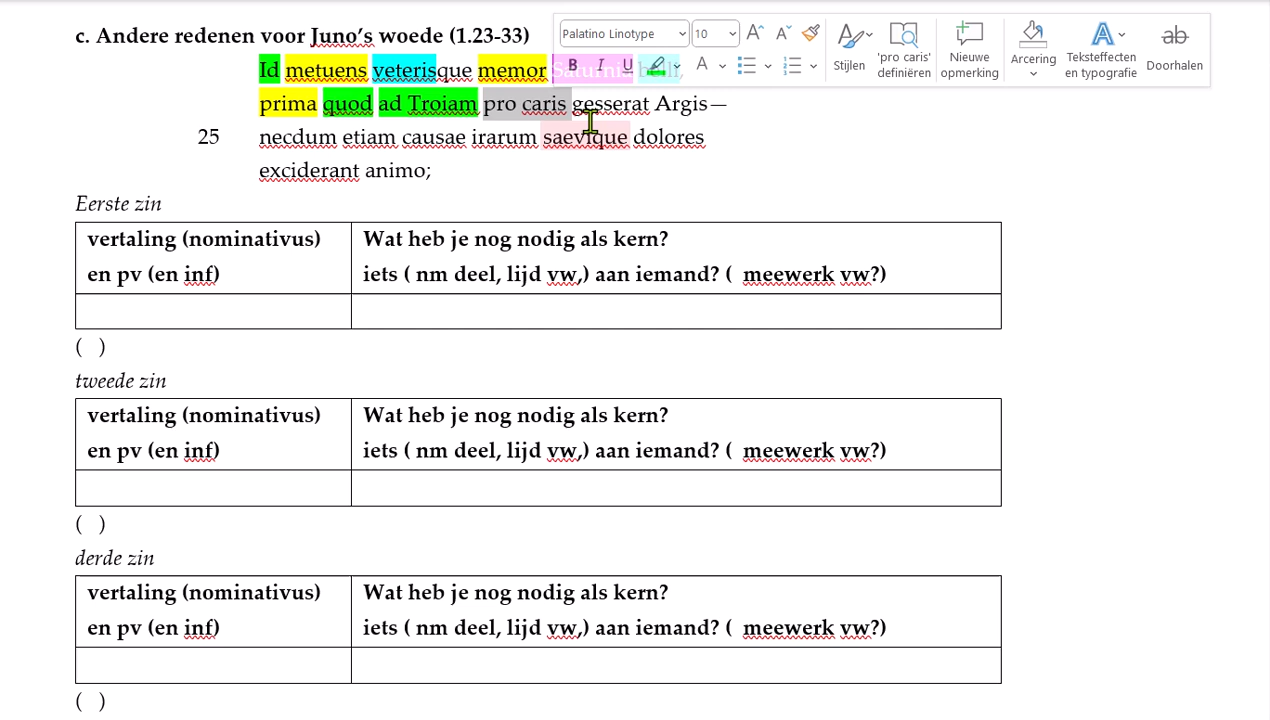 c. Andere redenen voor Juno's woede (1.23-33)
Palatino Linotype 10
'pro caris' definiëren
Nieuwe opmerking
Stijlen
Arcering
Teksteffecten en typografie
Doorhalen
Id metuens veterisque memor Saturnia belli,
prima quod ad Troiam pro caris gesserat Argis—
25 necdum etiam causae irarum saevique dolores
exciderant animo;
Eerste zin
vertaling (nominativus) Wat heb je nog nodig als kern?
en pv (en inf) iets ( nm deel, lijd vw,) aan iemand? ( meewerk vw?)
( )
tweede zin
vertaling (nominativus) Wat heb je nog nodig als kern?
en pv (en inf) iets ( nm deel, lijd vw,) aan iemand? ( meewerk vw?)
( )
derde zin
vertaling (nominativus) Wat heb je nog nodig als kern?
en pv (en inf) iets ( nm deel, lijd vw,) aan iemand? ( meewerk vw?)
( )